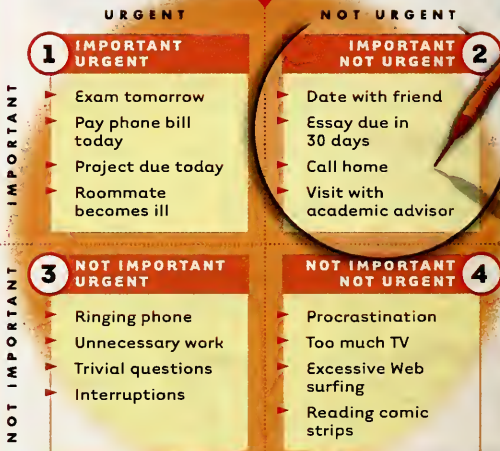 URGENT
NOT URGENT
IMPORTANT
1
IMPORTANT
URGENT
Exam tomorrow
Pay phone bill
today
Project due today
Roommate
becomes ill
IMPORTANT
NOT URGENT
2
Date with friend
Essay due in
30 days
Call home
Visit with
academic advisor
NOT IMPORTANT
3
NOT IMPORTANT
URGENT
Ringing phone
Unnecessary work
Trivial questions
Interruptions
NOT IMPORTANT
NOT URGENT
4
Procrastination
Too much TV
Excessive Web
surfing
Reading comic
strips